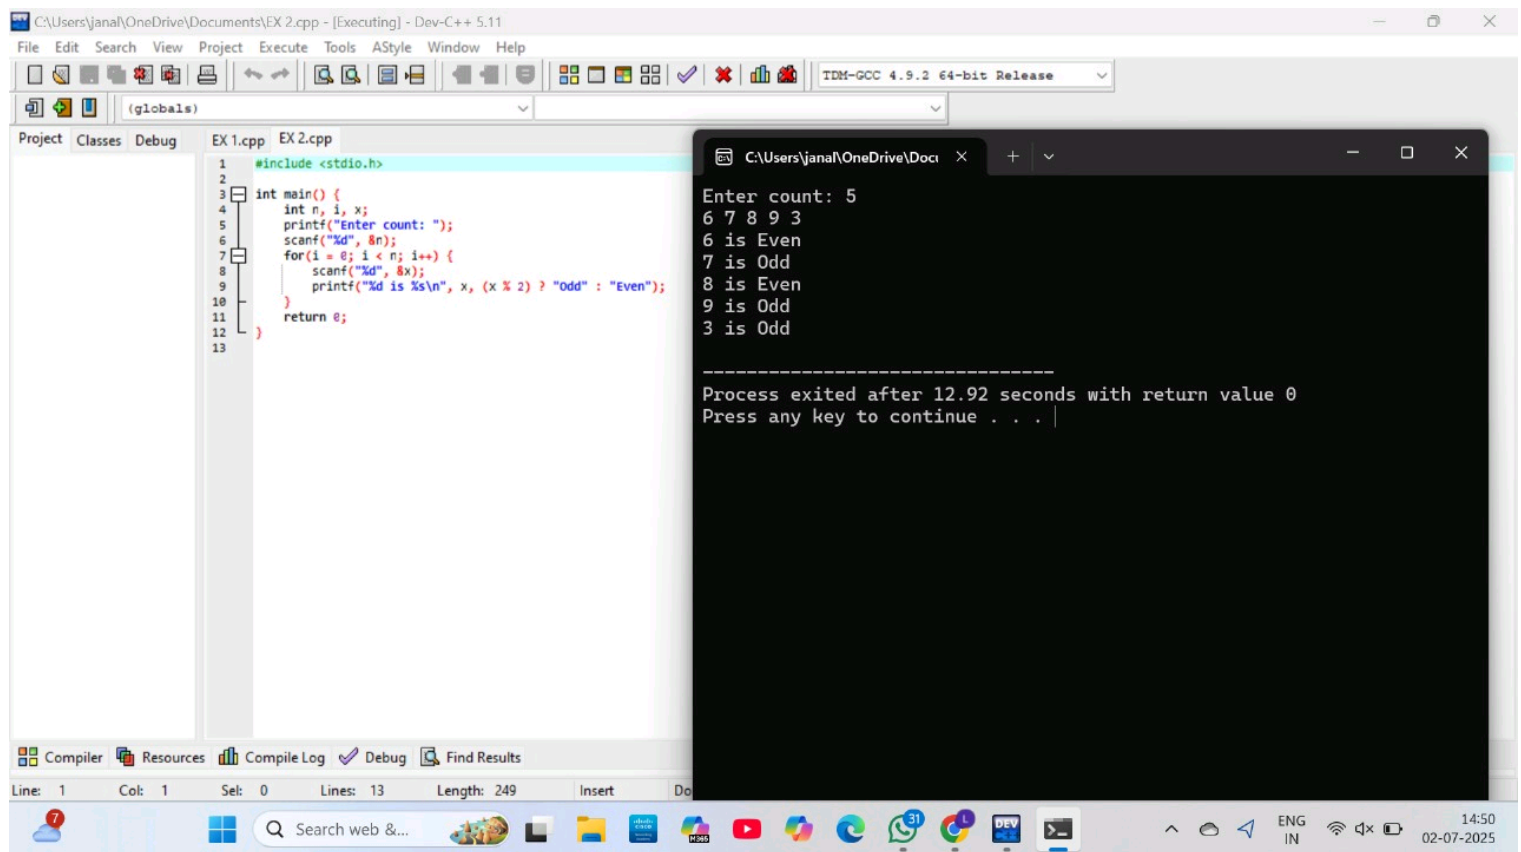 C:\Users\janal\OneDrive\Documents\EX 2.cpp - [Executing] - Dev-C++ 5.11
File Edit Search View Project Execute Tools AStyle Window Help
TDM-GCC 4.9.2 64-bit Release
(globals)
Project Classes Debug
EX 1.cpp EX 2.cpp
1 #include <stdio.h>
2
3 int main() {
4 int n, i, x;
5 printf("Enter count: ");
6 scanf("%d", &n);
7 for(i = 0; i < n; i++) {
8 scanf("%d", &x);
9 printf("%d is %s\n", x, (x % 2) ? "Odd" : "Even");
10 }
11 return 0;
12 }
13
C:\Users\janal\OneDrive\Docu
Enter count: 5
6 7 8 9 3
6 is Even
7 is Odd
8 is Even
9 is Odd
3 is Odd
--------------------------------
Process exited after 12.92 seconds with return value 0
Press any key to continue . . .
Compiler Resources Compile Log Debug Find Results
Line: 1 Col: 1 Sel: 0 Lines: 13 Length: 249 Insert Do
7
Search web &...
M365
31
L
DEV
ENG
IN
14:50
02-07-2025